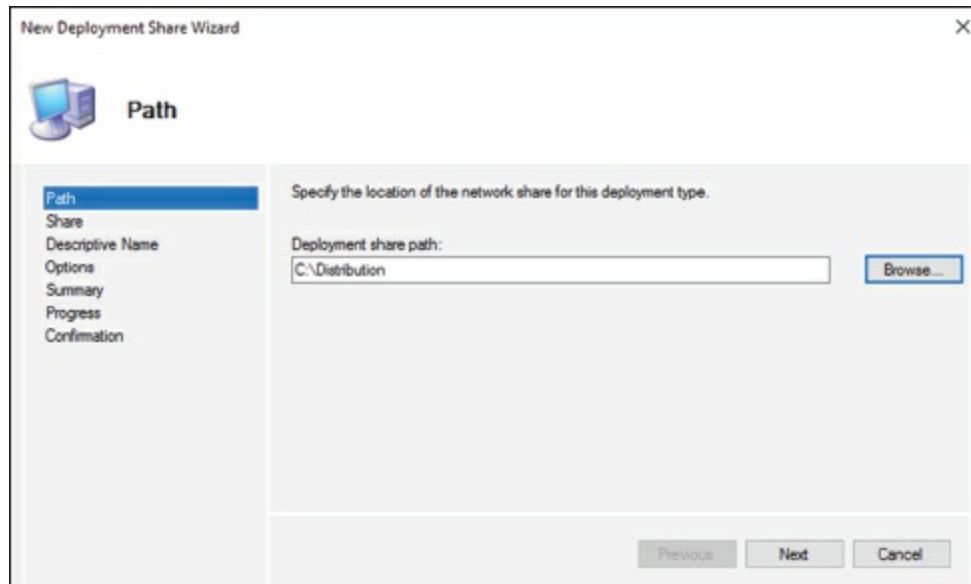 New Deployment Share Wizard
Path
Path
Share
Descriptive Name
Options
Summary
Progress
Confirmation
Specify the location of the network share for this deployment type.
Deployment share path:
C:\Distribution
Browse...
Previous
Next
Cancel